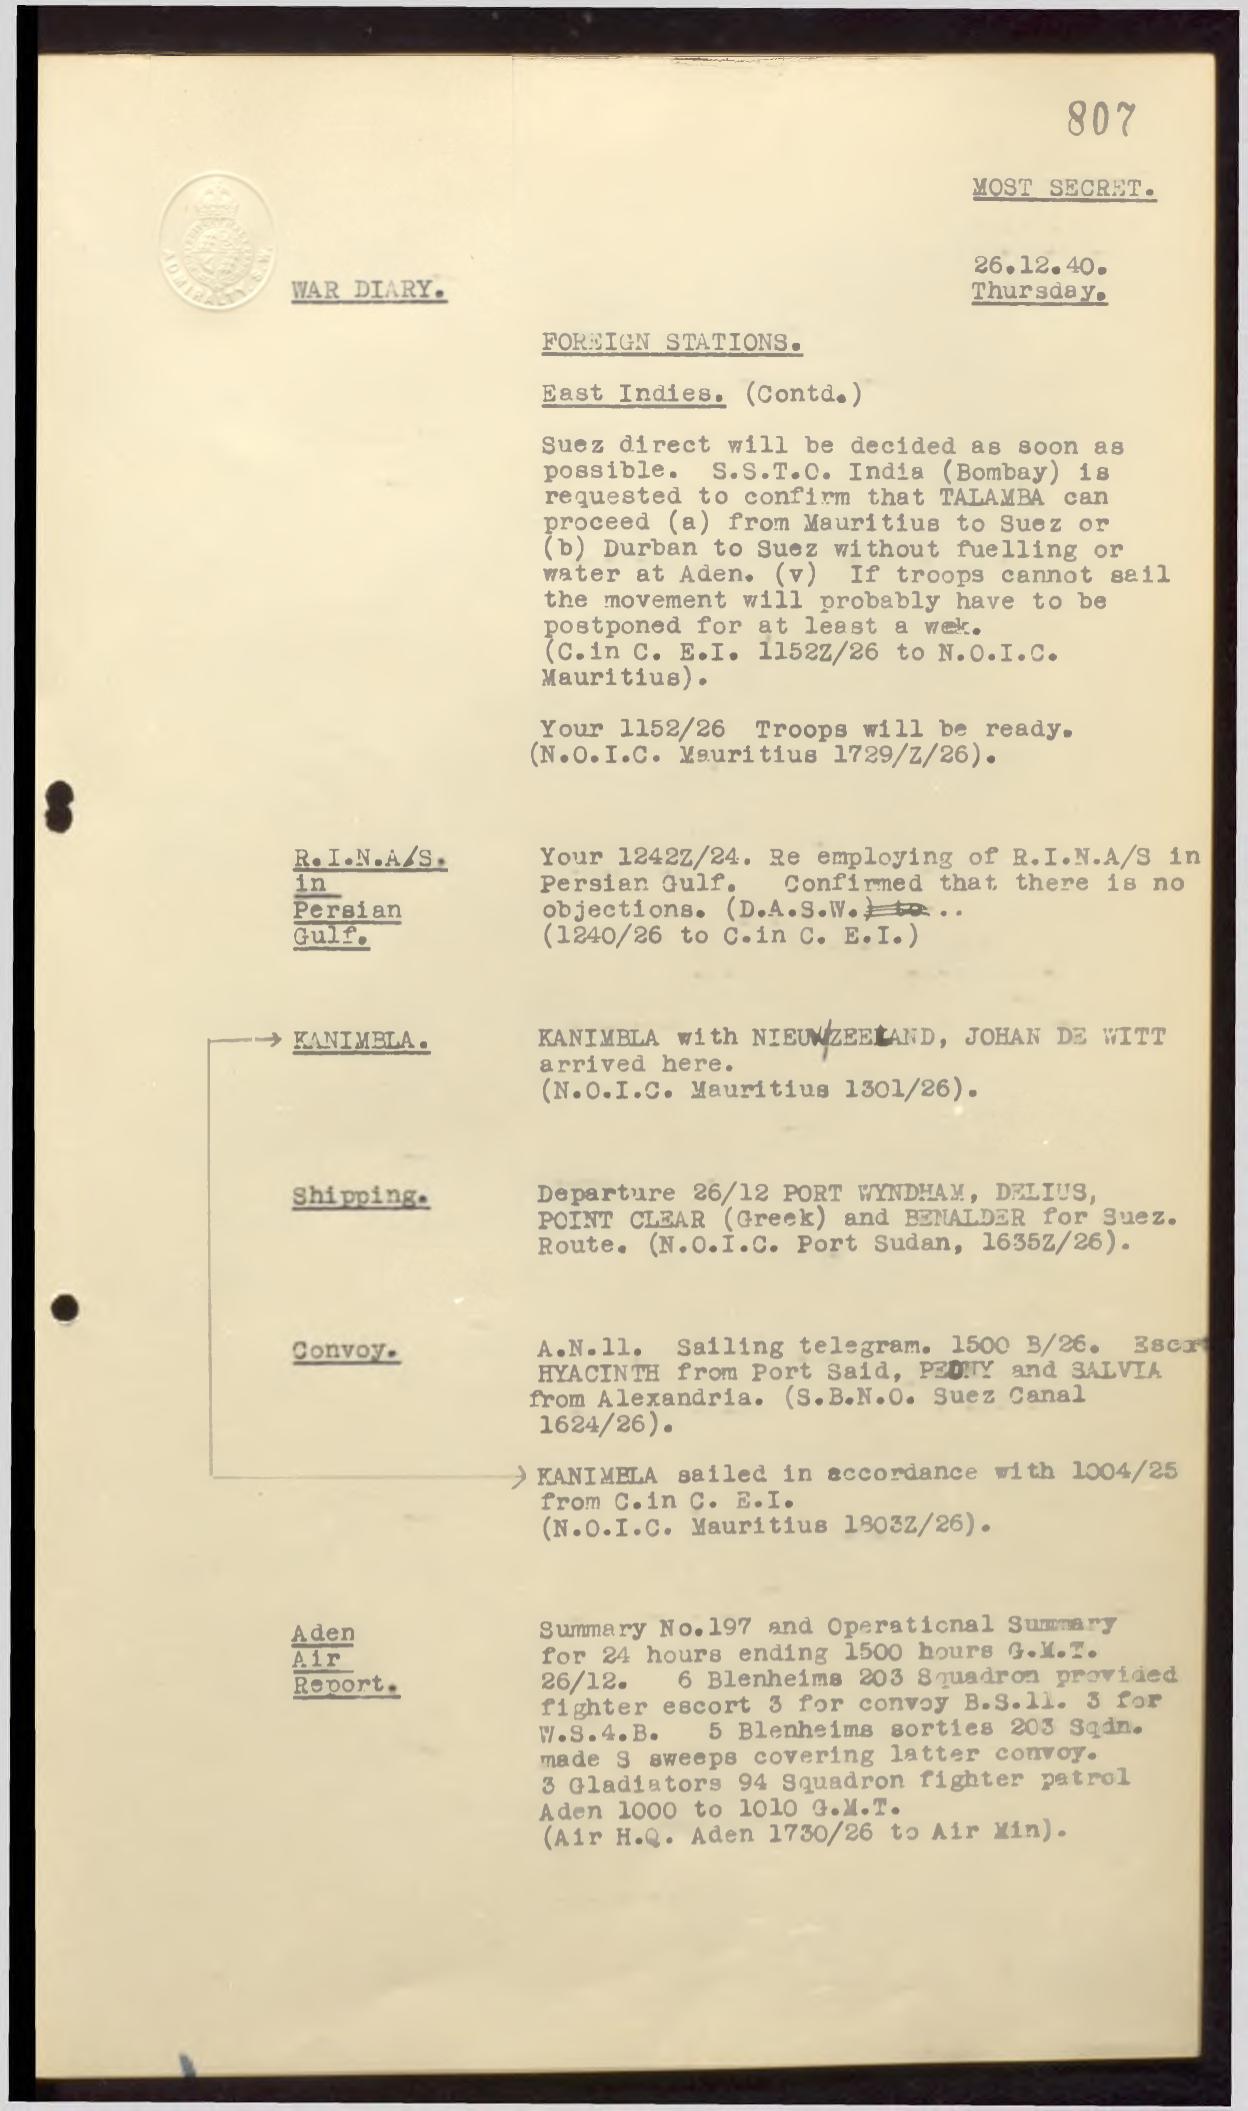 807
MOST SECRET.
ADMIRALTY. S.W.
26.12.40.
Thursday.
WAR DIARY.
FOREIGN STATIONS.
East Indies. (Contd.)
Suez direct will be decided as soon as
possible. S.S.T.O. India (Bombay) is
requested to confirm that TALAMBA can
proceed (a) from Mauritius to Suez or
(b) Durban to Suez without fuelling or
water at Aden. (v) If troops cannot sail
the movement will probably have to be
postponed for at least a wek.
(C.in C. E.I. 1152Z/26 to N.O.I.C.
Mauritius).
Your 1152/26 Troops will be ready.
(N.O.I.C. Mauritius 1729/Z/26).
R.I.N.A/S.
in
Persian
Gulf.
Your 1242Z/24. Re employing of R.I.N.A/S in
Persian Gulf. Confirmed that there is no
objections. (D.A.S.W.) to ..
(1240/26 to C.in C. E.I.)
KANIMBLA.
KANIMBLA with NIEUW/ZEELAND, JOHAN DE WITT
arrived here.
(N.O.I.C. Mauritius 1301/26).
Shipping.
Departure 26/12 PORT WYNDHAM, DELIUS,
POINT CLEAR (Greek) and BENALDER for Suez.
Route. (N.O.I.C. Port Sudan, 1635Z/26).
Convoy.
A.N.11. Sailing telegram. 1500 B/26. Escort
HYACINTH from Port Said, PEONY and SALVIA
from Alexandria. (S.B.N.O. Suez Canal
1624/26).
KANIMBLA sailed in accordance with 1004/25
from C.in C. E.I.
(N.O.I.C. Mauritius 1803Z/26).
Aden
Air
Report.
Summary No.197 and Operational Summary
for 24 hours ending 1500 hours G.M.T.
26/12. 6 Blenheims 203 Squadron provided
fighter escort 3 for convoy B.S.11. 3 for
W.S.4.B. 5 Blenheims sorties 203 Sqdn.
made S sweeps covering latter convoy.
3 Gladiators 94 Squadron fighter patrol
Aden 1000 to 1010 G.M.T.
(Air H.Q. Aden 1730/26 to Air Min).